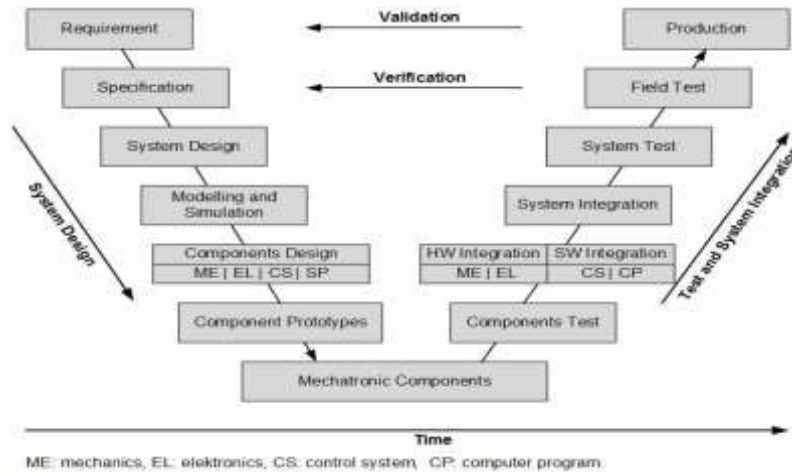 Requirement
Validation
Production
Specification
Verification
Field Test
System Design
System Test
Modelling and
Simulation
System Integration
System Design
Test and System Integration
Components Design
ME | EL | CS | SP
HW Integration
SW Integration
ME | EL
CS | CP
Component Prototypes
Components Test
Mechatronic Components
Time
ME: mechanics, EL: elektronics, CS: control system, CP: computer program